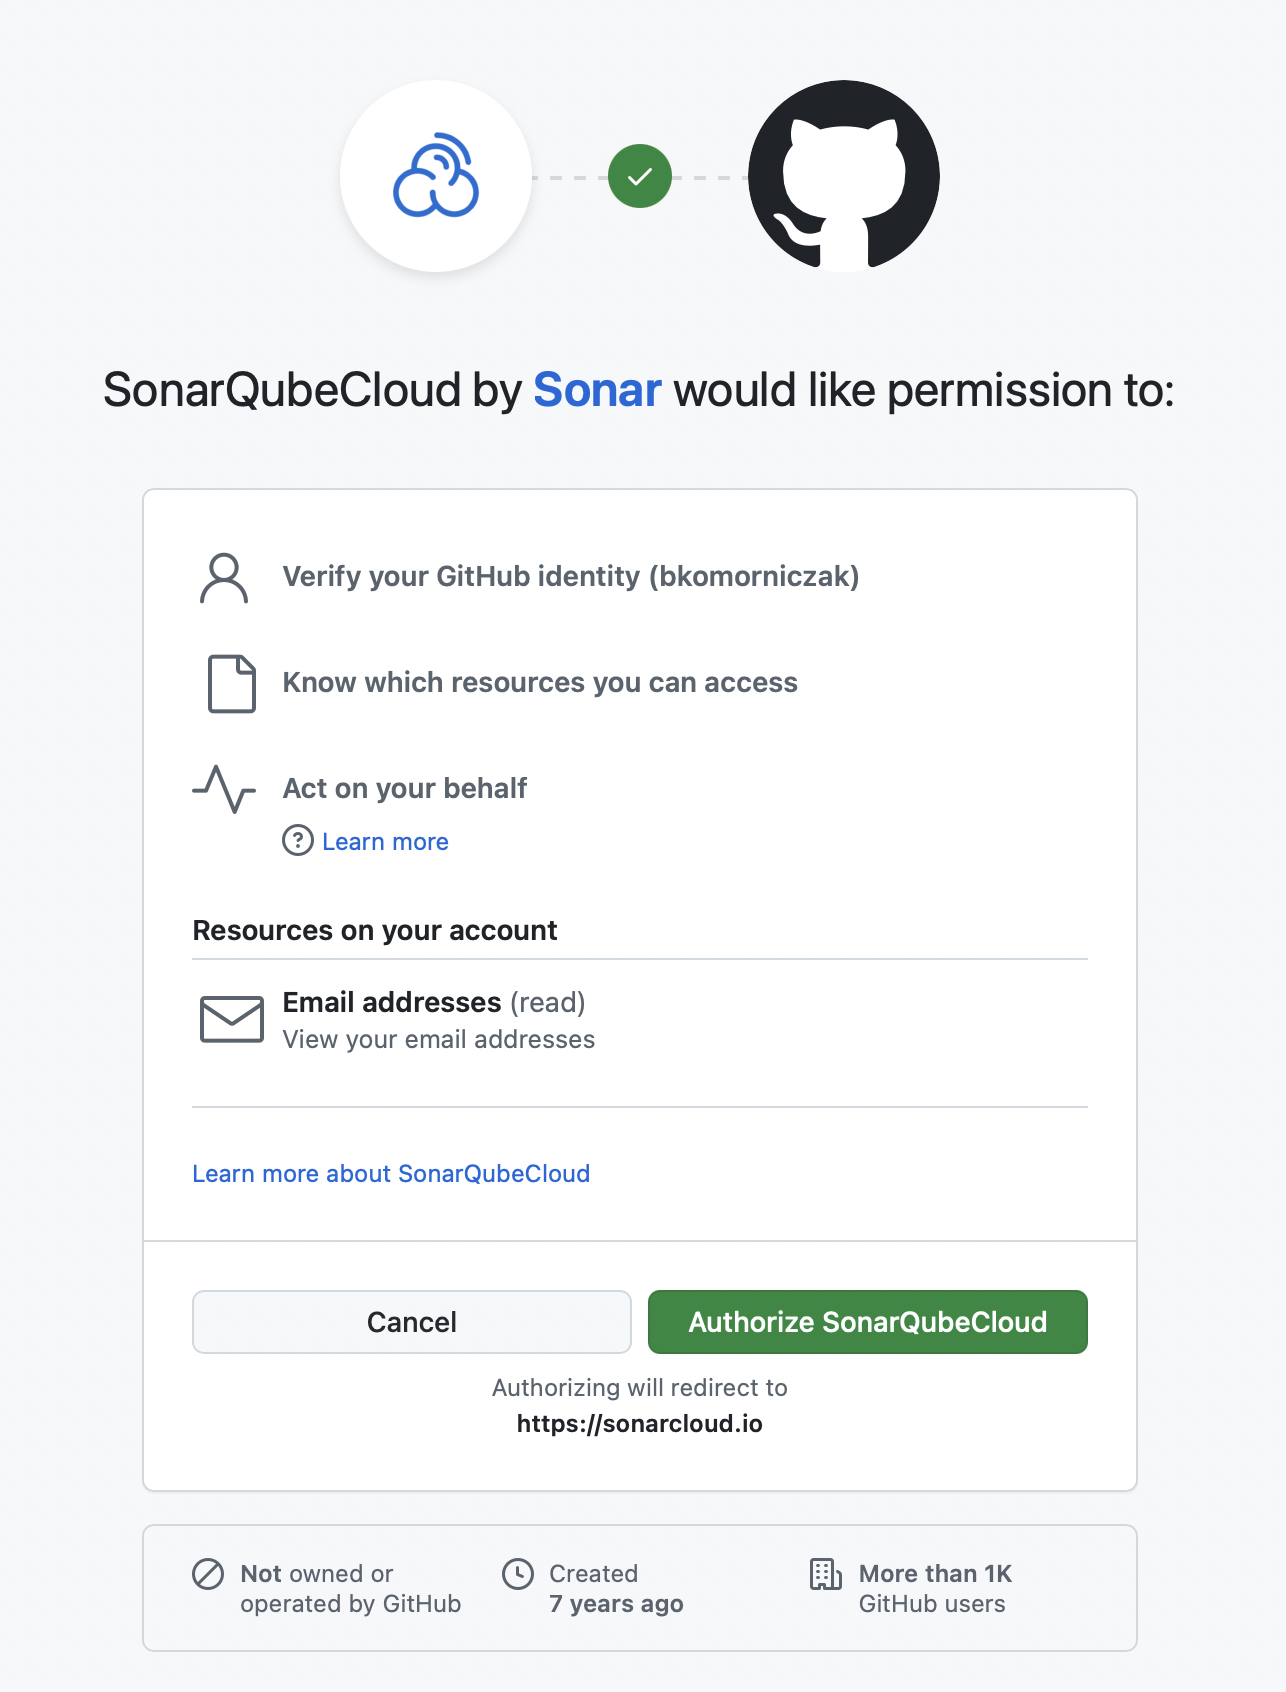 SonarQubeCloud by Sonar would like permission to:
Verify your GitHub identity (bkomorniczak)
Know which resources you can access
Act on your behalf
? Learn more
Resources on your account
Email addresses (read)
View your email addresses
Learn more about SonarQubeCloud
Cancel
Authorize SonarQubeCloud
Authorizing will redirect to
https://sonarcloud.io
Not owned or
operated by GitHub
Created
7 years ago
More than 1K
GitHub users